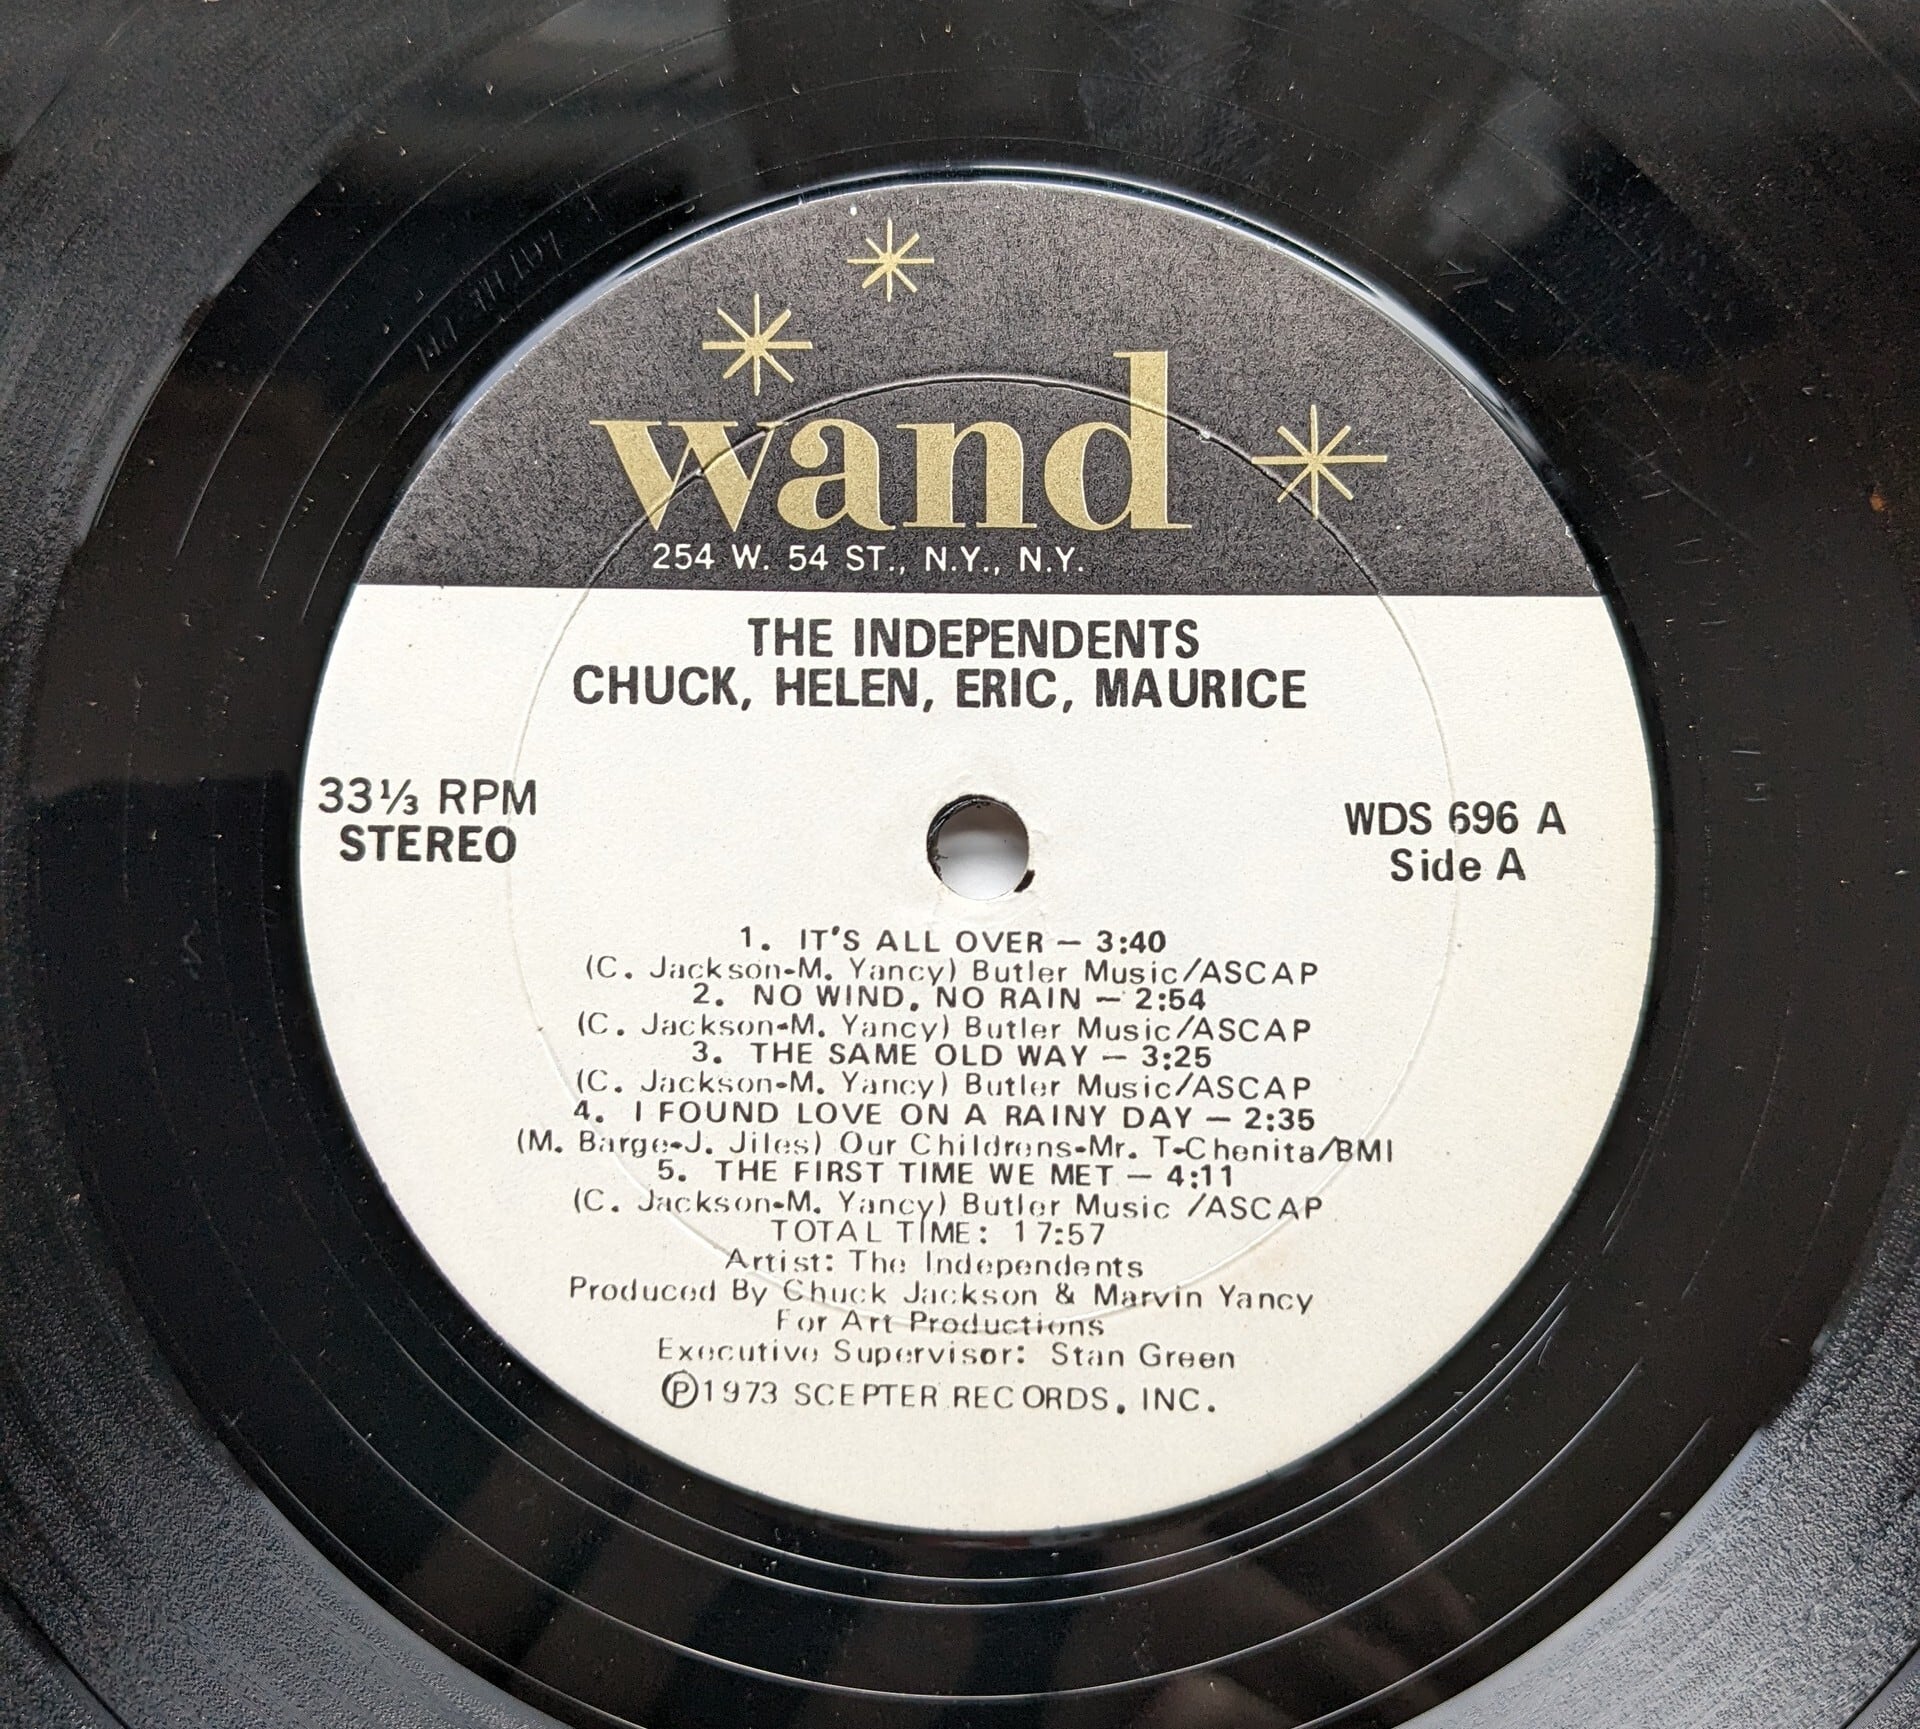 wand
254 W. 54 ST., N.Y., N.Y.
THE INDEPENDENTS
CHUCK, HELEN, ERIC, MAURICE
33⅓ RPM
STEREO
WDS 696 A
Side A
1. IT'S ALL OVER — 3:40
(C. Jackson-M. Yancy) Butler Music/ASCAP
2. NO WIND, NO RAIN — 2:54
(C. Jackson-M. Yancy) Butler Music/ASCAP
3. THE SAME OLD WAY — 3:25
(C. Jackson-M. Yancy) Butler Music/ASCAP
4. I FOUND LOVE ON A RAINY DAY — 2:35
(M. Barge-J. Jiles) Our Childrens-Mr. T-Chenita/BMI
5. THE FIRST TIME WE MET — 4:11
(C. Jackson-M. Yancy) Butler Music /ASCAP
TOTAL TIME: 17:57
Artist: The Independents
Produced By Chuck Jackson & Marvin Yancy
For Art Productions
Executive Supervisor: Stan Green
Ⓟ1973 SCEPTER RECORDS, INC.